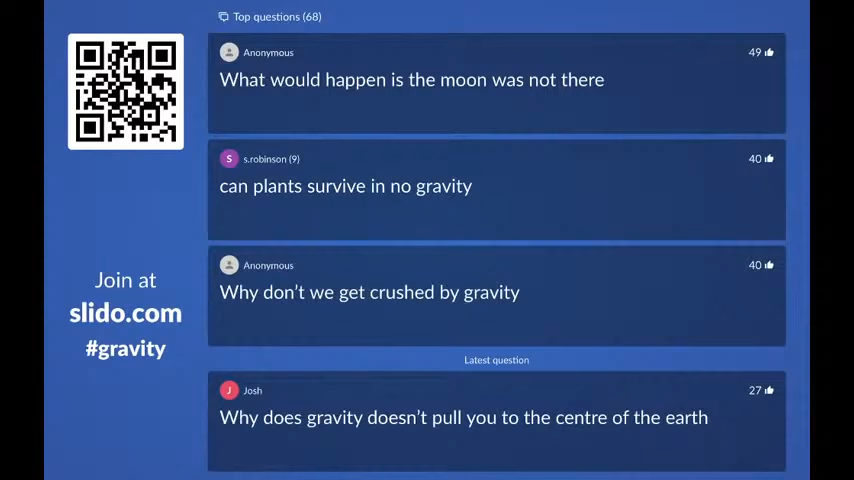 Top questions (68)
Anonymous
49
What would happen is the moon was not there
S
s.robinson (9)
40
can plants survive in no gravity
Anonymous
40
Why don't we get crushed by gravity
Join at
slido.com
#gravity
Latest question
J
Josh
27
Why does gravity doesn't pull you to the centre of the earth